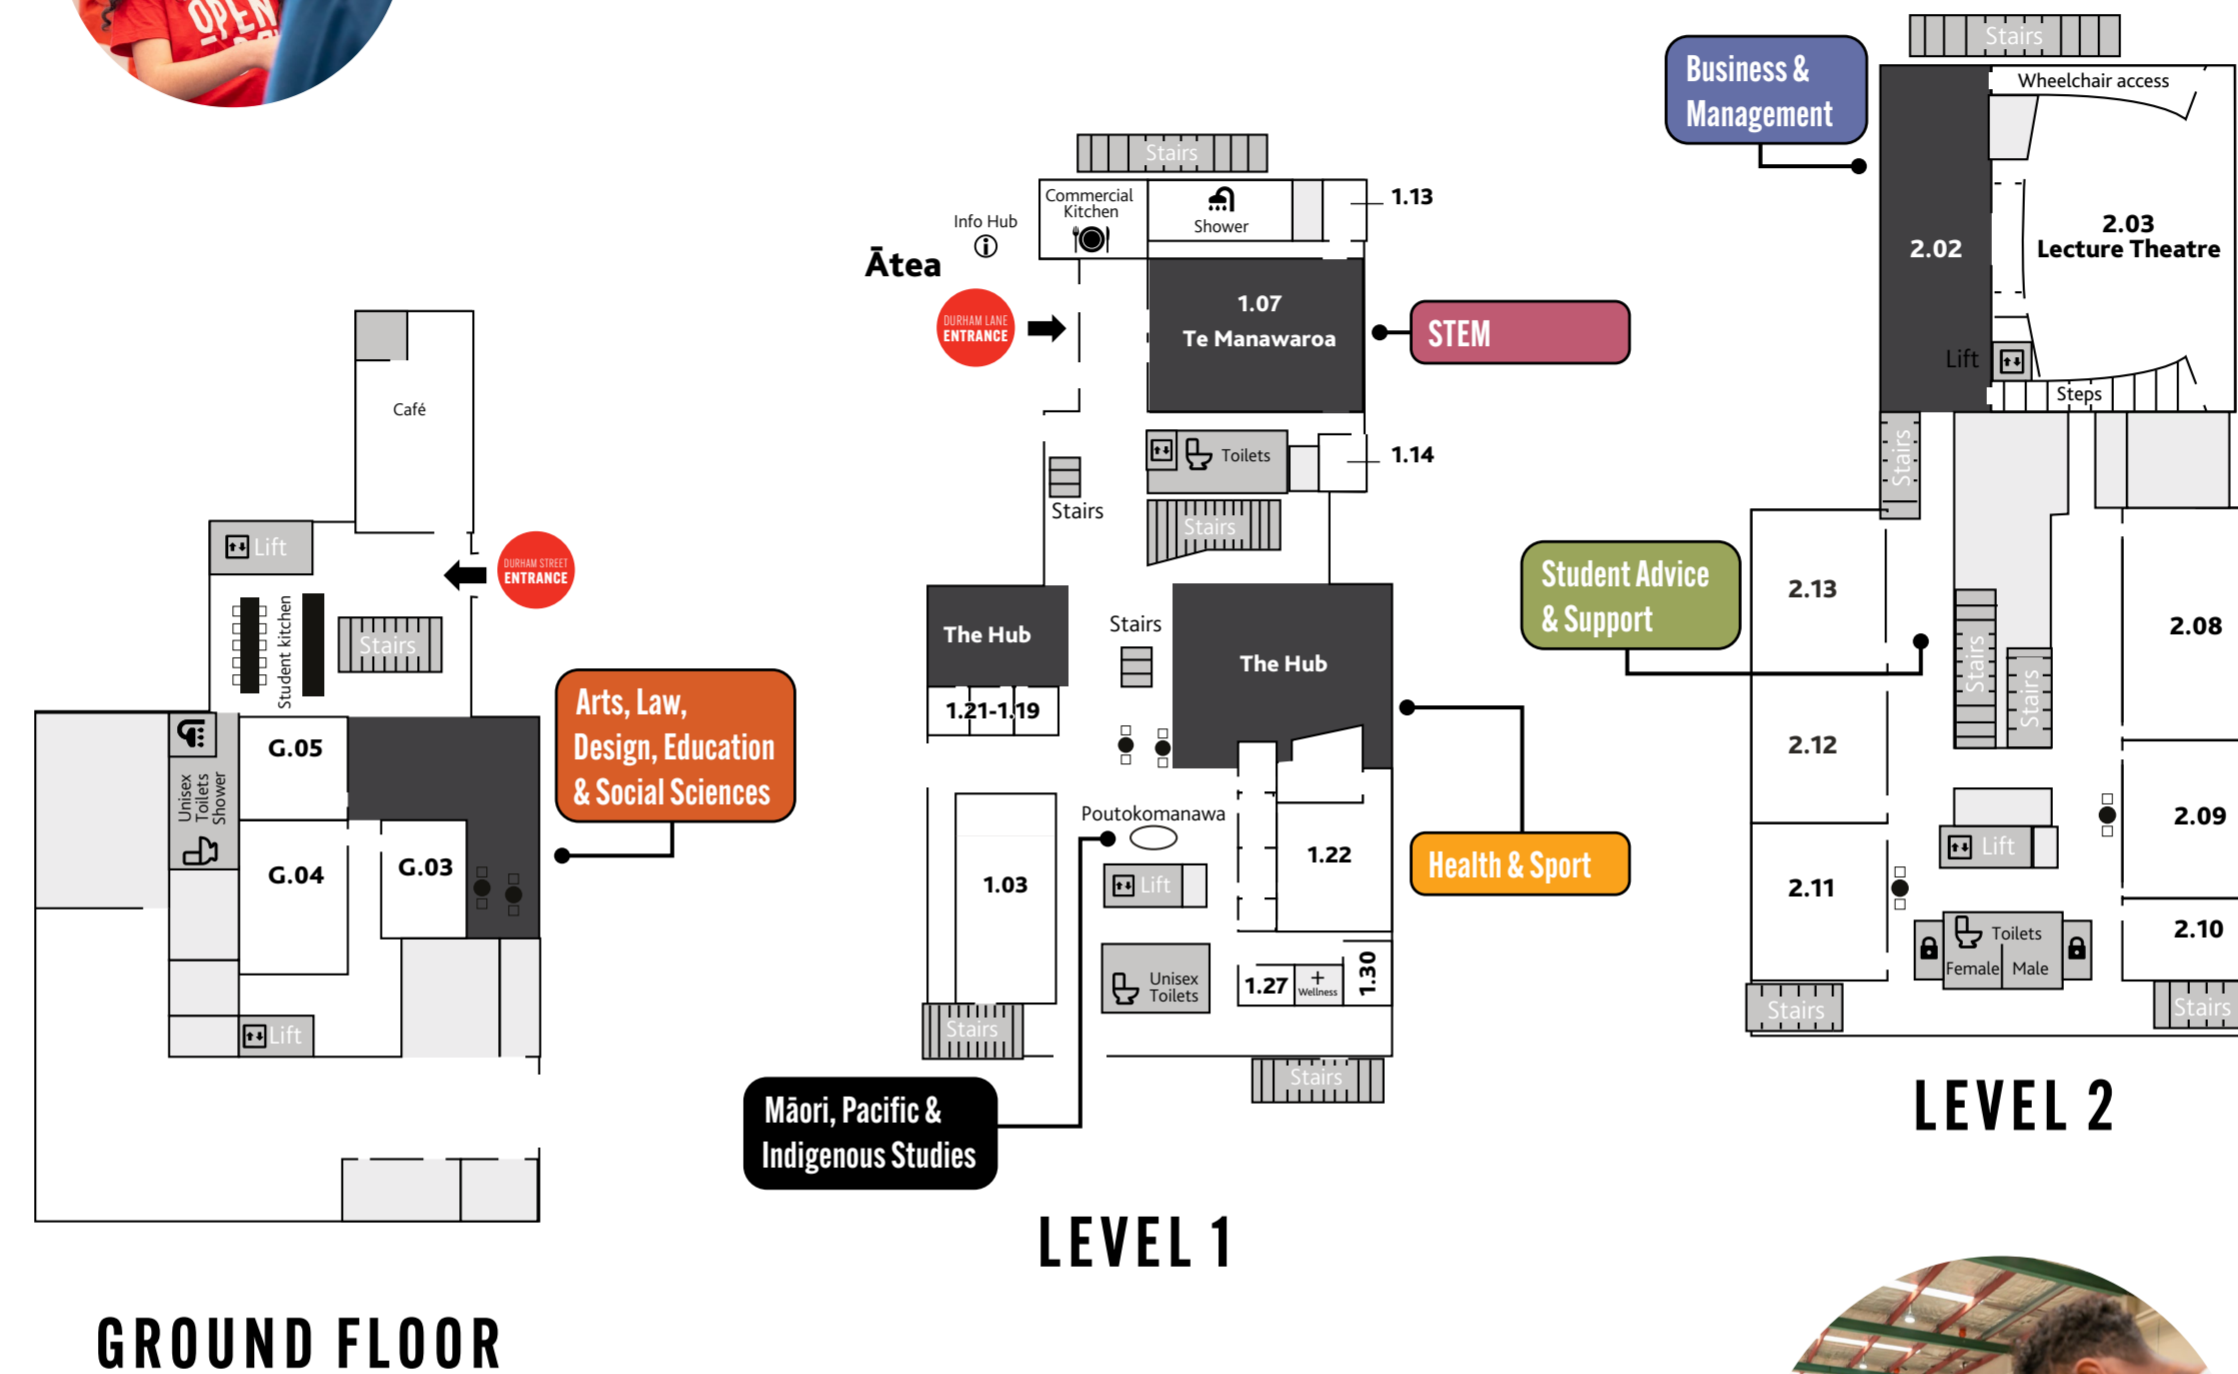 OPEN
GROUND FLOOR
Café
Lift
DURHAM STREET
ENTRANCE
Student kitchen
Stairs
Arts, Law,
Design, Education
& Social Sciences
G.05
Unisex
Toilets
Shower
G.04
G.03
Lift
LEVEL 1
Stairs
Commercial
Kitchen
Shower
1.13
Info Hub
Ātea
DURHAM LANE
ENTRANCE
1.07
Te Manawaroa
STEM
Toilets
1.14
Stairs
Stairs
The Hub
Stairs
The Hub
1.21-1.19
Poutokomanawa
1.03
Lift
1.22
Health & Sport
Unisex
Toilets
1.27
Wellness
1.30
Stairs
Stairs
Māori, Pacific &
Indigenous Studies
LEVEL 2
Stairs
Business &
Management
Wheelchair access
2.02
2.03
Lecture Theatre
Lift
Steps
Stairs
Student Advice
& Support
2.13
2.08
Stairs
Stairs
2.12
2.09
Lift
2.11
2.10
Toilets
Female
Male
Stairs
Stairs